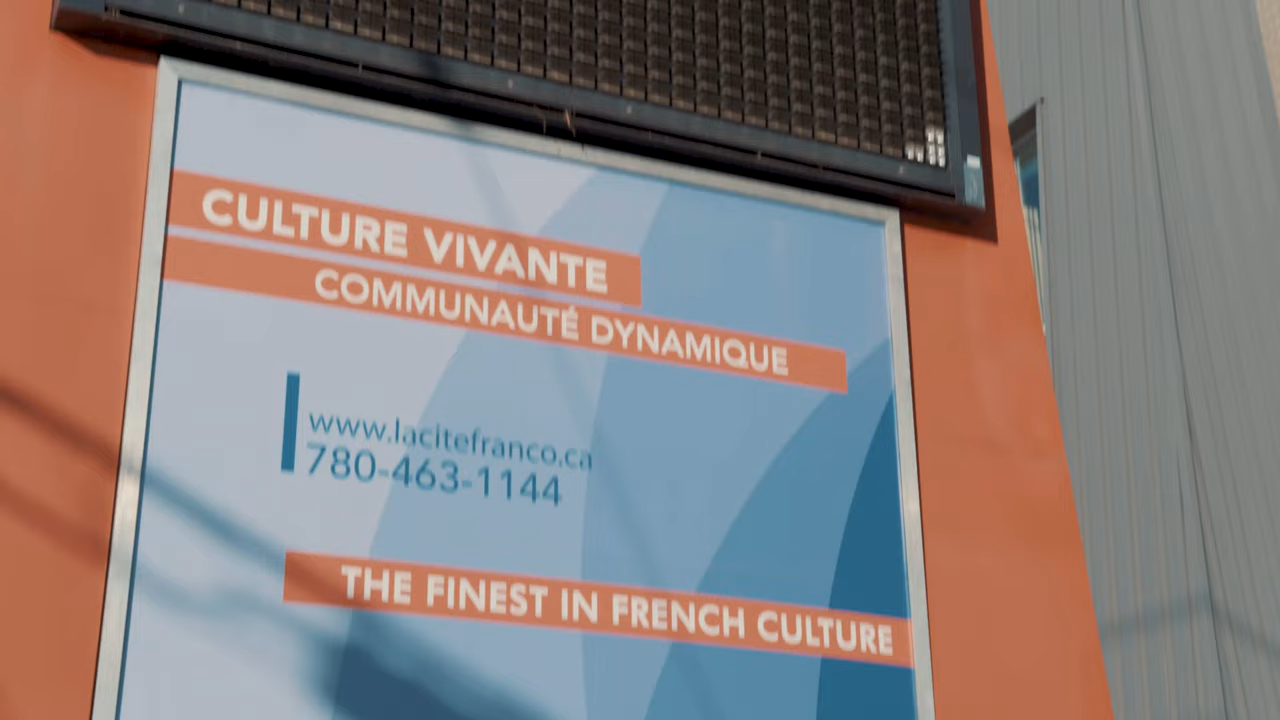 CULTURE VIVANTE
COMMUNAUTÉ DYNAMIQUE
www.lacitefranco.ca
780-463-1144
THE FINEST IN FRENCH CULTURE